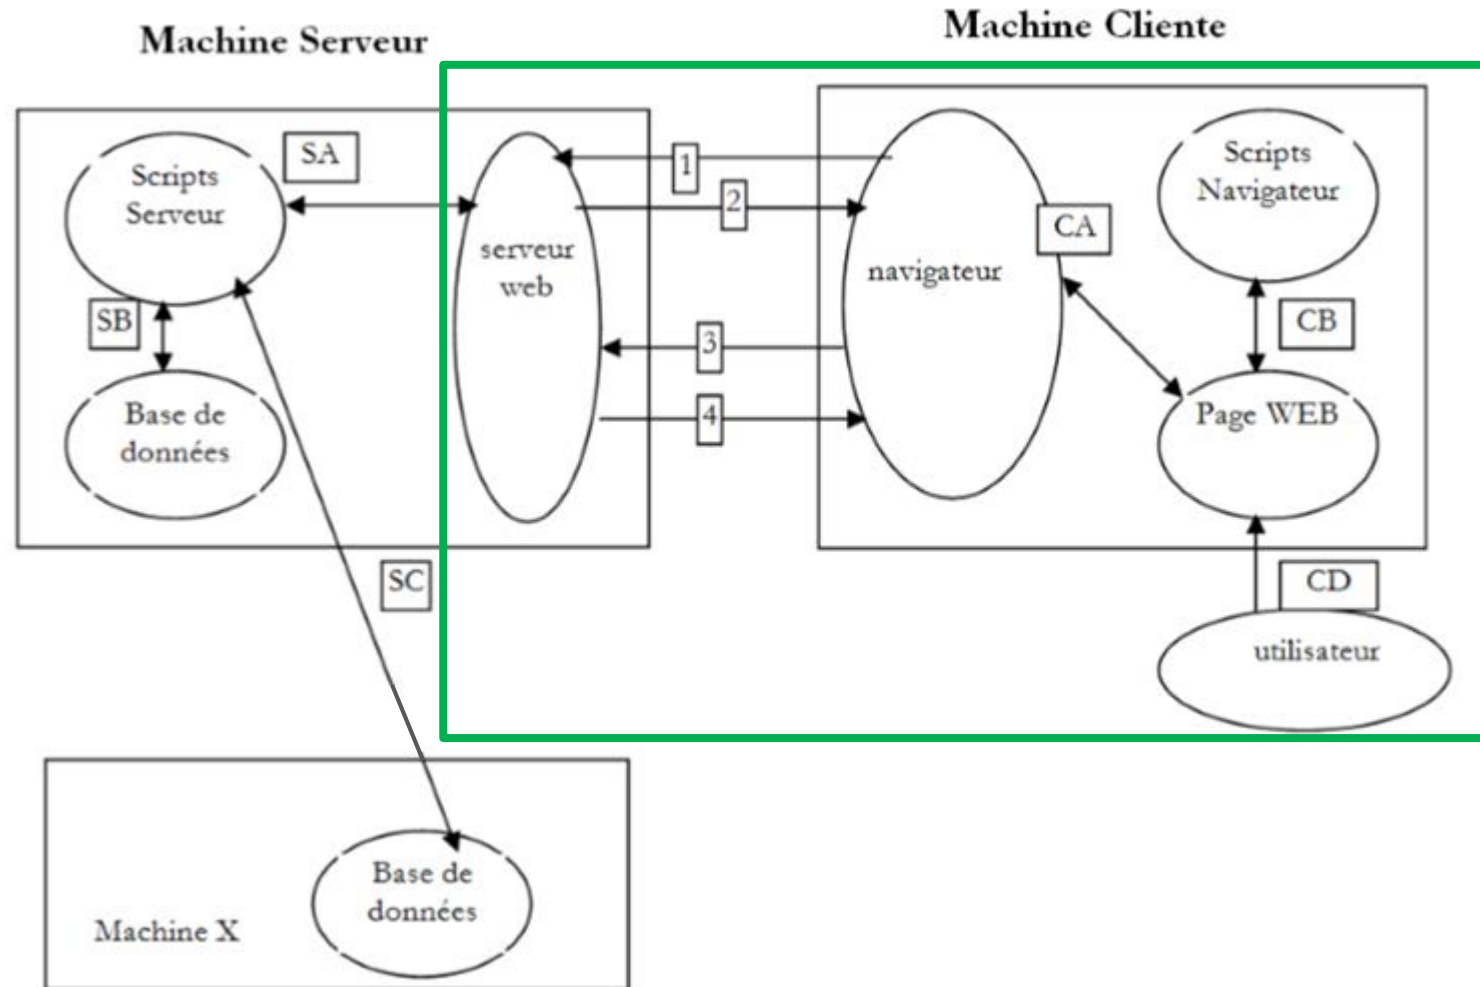 Machine Serveur
Machine Cliente
SA
Scripts
Serveur
1
2
serveur
web
navigateur
CA
Scripts
Navigateur
SB
3
CB
Base de
données
4
Page WEB
SC
CD
utilisateur
Base de
données
Machine X